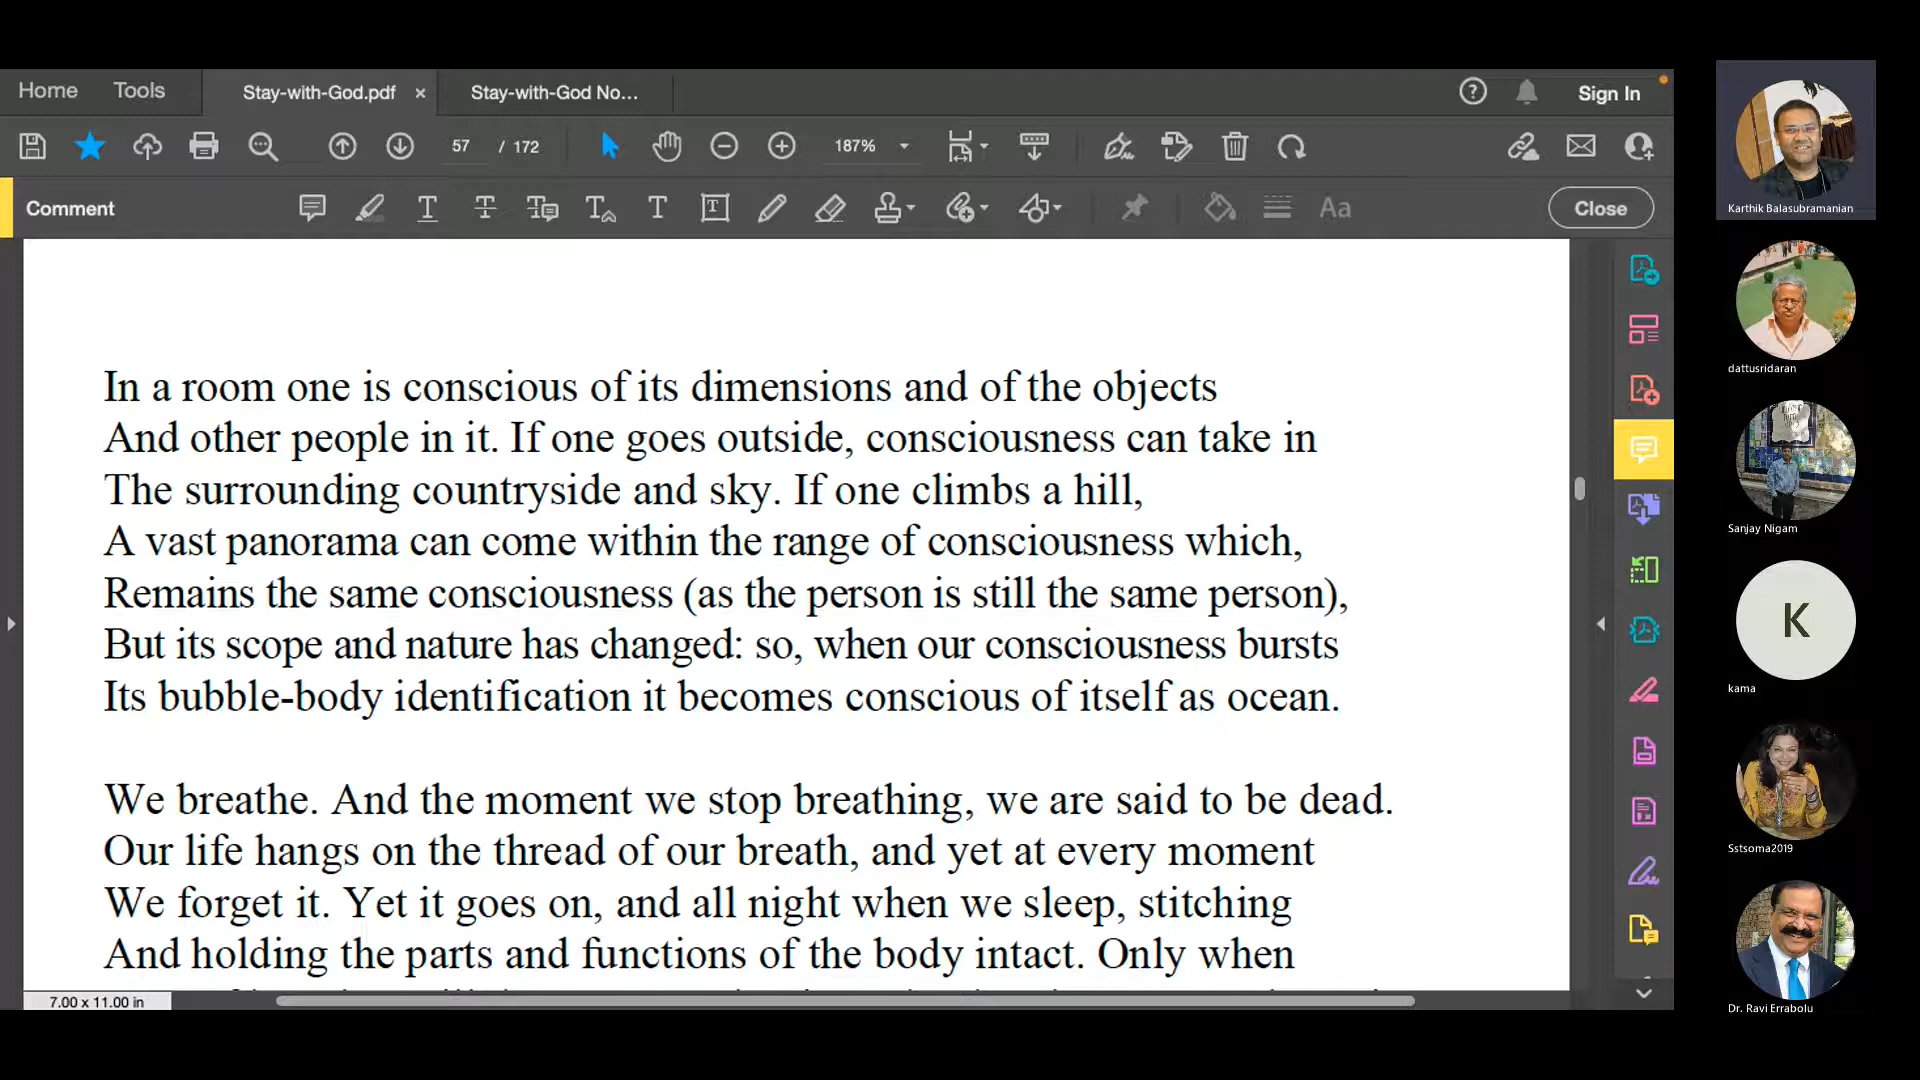 Home Tools Stay-with-God.pdf × Stay-with-God No... ? Sign In
57 / 172 187%
Comment T T T T T T Aa Close
In a room one is conscious of its dimensions and of the objects
And other people in it. If one goes outside, consciousness can take in
The surrounding countryside and sky. If one climbs a hill,
A vast panorama can come within the range of consciousness which,
Remains the same consciousness (as the person is still the same person),
But its scope and nature has changed: so, when our consciousness bursts
Its bubble-body identification it becomes conscious of itself as ocean.
We breathe. And the moment we stop breathing, we are said to be dead.
Our life hangs on the thread of our breath, and yet at every moment
We forget it. Yet it goes on, and all night when we sleep, stitching
And holding the parts and functions of the body intact. Only when
7.00 x 11.00 in
Karthik Balasubramanian
dattusridaran
Sanjay Nigam
K
kama
Sstsoma2019
Dr. Ravi Errabolu